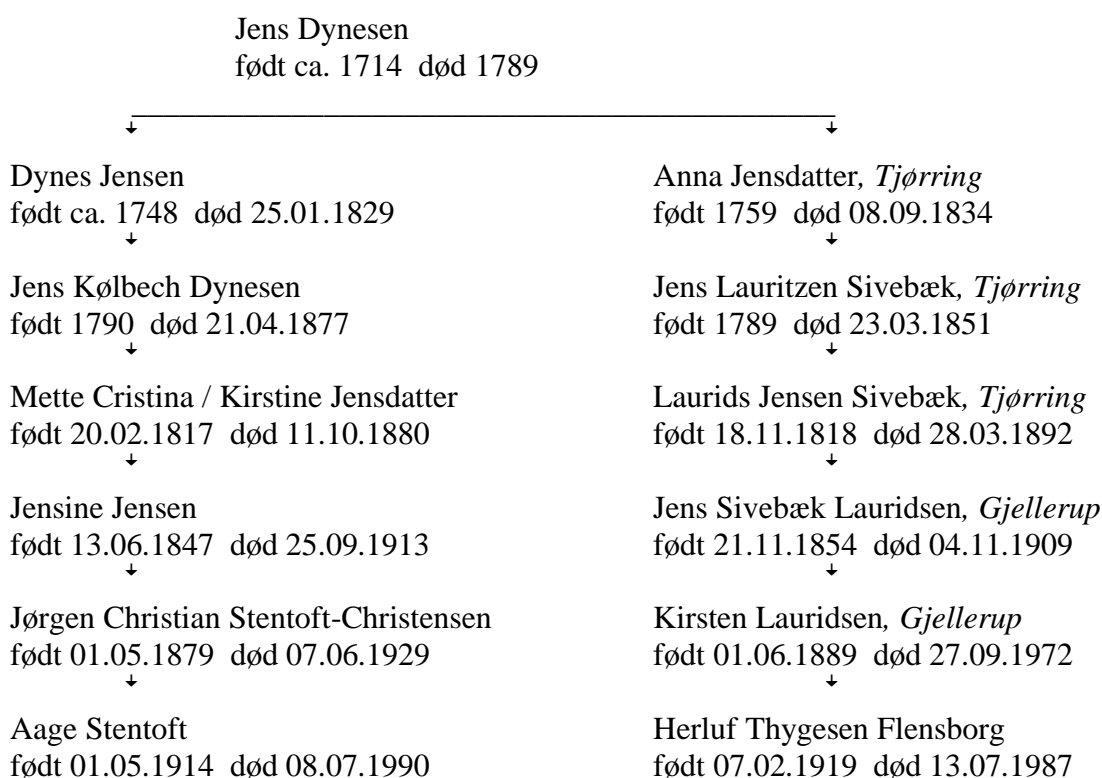 Jens Dynesen
født ca. 1714 død 1789
Dynes Jensen
født ca. 1748 død 25.01.1829
Anna Jensdatter, Tjørring
født 1759 død 08.09.1834
Jens Kølbech Dynesen
født 1790 død 21.04.1877
Jens Lauritzen Sivebæk, Tjørring
født 1789 død 23.03.1851
Mette Cristina / Kirstine Jensdatter
født 20.02.1817 død 11.10.1880
Laurids Jensen Sivebæk, Tjørring
født 18.11.1818 død 28.03.1892
Jensine Jensen
født 13.06.1847 død 25.09.1913
Jens Sivebæk Lauridsen, Gjellerup
født 21.11.1854 død 04.11.1909
Jørgen Christian Stentoft-Christensen
født 01.05.1879 død 07.06.1929
Kirsten Lauridsen, Gjellerup
født 01.06.1889 død 27.09.1972
Aage Stentoft
født 01.05.1914 død 08.07.1990
Herluf Thygesen Flensborg
født 07.02.1919 død 13.07.1987